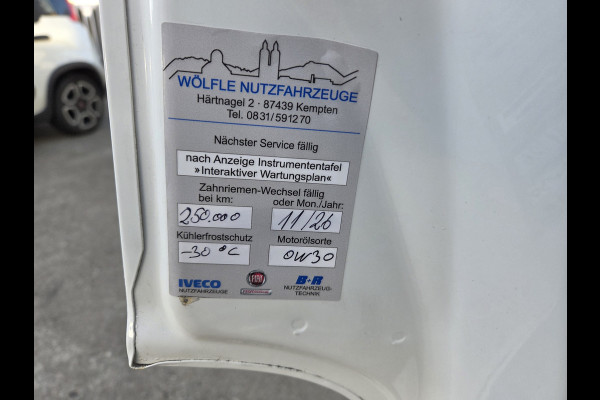 WÖLFLE NUTZFAHRZEUGE
Härtnagel 2 · 87439 Kempten
Tel. 0831/591270
Nächster Service fällig
nach Anzeige Instrumententafel
»Interaktiver Wartungsplan«
Zahnriemen-Wechsel fällig
bei km: oder Mon./Jahr:
250.000 11/26
Kühlerfrostschutz Motorölsorte
-30°C 0W30
IVECO FIAT B+R
NUTZFAHRZEUGE NUTZFAHRZEUG-
TECHNIK